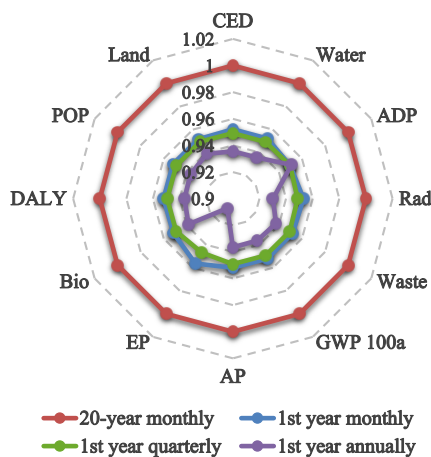 CED
1.02
Land
Water
1
0.98
POP
ADP
0.96
0.94
0.92
DALY
0.9
Rad
Bio
Waste
EP
GWP 100a
AP
20-year monthly
1st year monthly
1st year quarterly
1st year annually